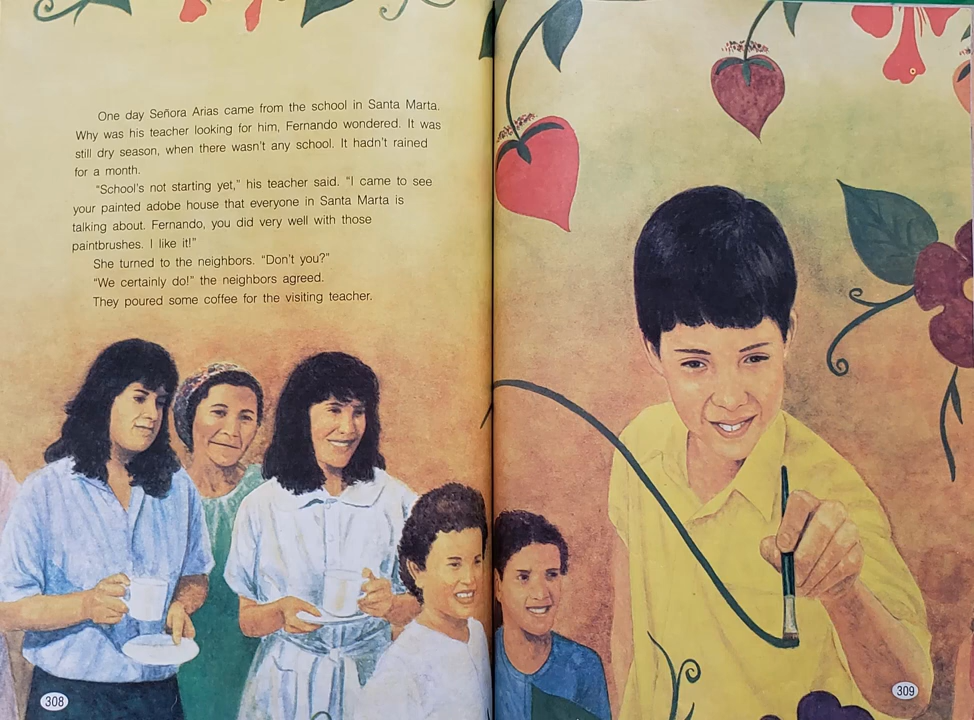 One day Señora Arias came from the school in Santa Marta.
Why was his teacher looking for him, Fernando wondered. It was
still dry season, when there wasn't any school. It hadn't rained
for a month.
"School's not starting yet," his teacher said. "I came to see
your painted adobe house that everyone in Santa Marta is
talking about. Fernando, you did very well with those
paintbrushes. I like it!"
She turned to the neighbors. "Don't you?"
"We certainly do!" the neighbors agreed.
They poured some coffee for the visiting teacher.
308
309